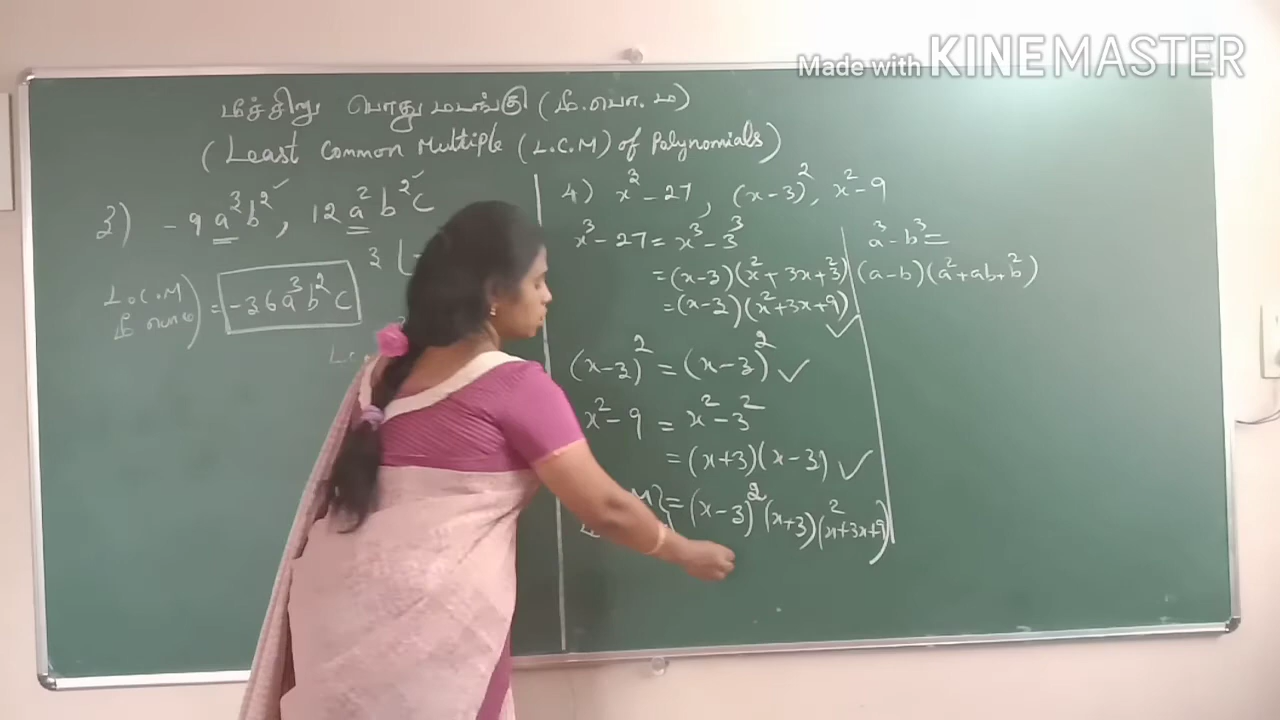 Made with KINEMASTER
மீச்சிறு பொது மடங்கு (மீ.பொ.ம)
(Least Common Multiple (L.C.M) of Polynomials)
3) -9a³b², 12a²b²c
3
L.C.M
மீ பொம
= -36a³b²c
4) x³-27, (x-3)², x²-9
x³-27 = x³-3³
= (x-3)(x²+3x+3²)
= (x-3)(x²+3x+9)
a³-b³=
(a-b)(a²+ab+b²)
(x-3)² = (x-3)²
x²-9 = x²-3²
= (x+3)(x-3)
= (x-3)²(x+3)(x²+3x+9)